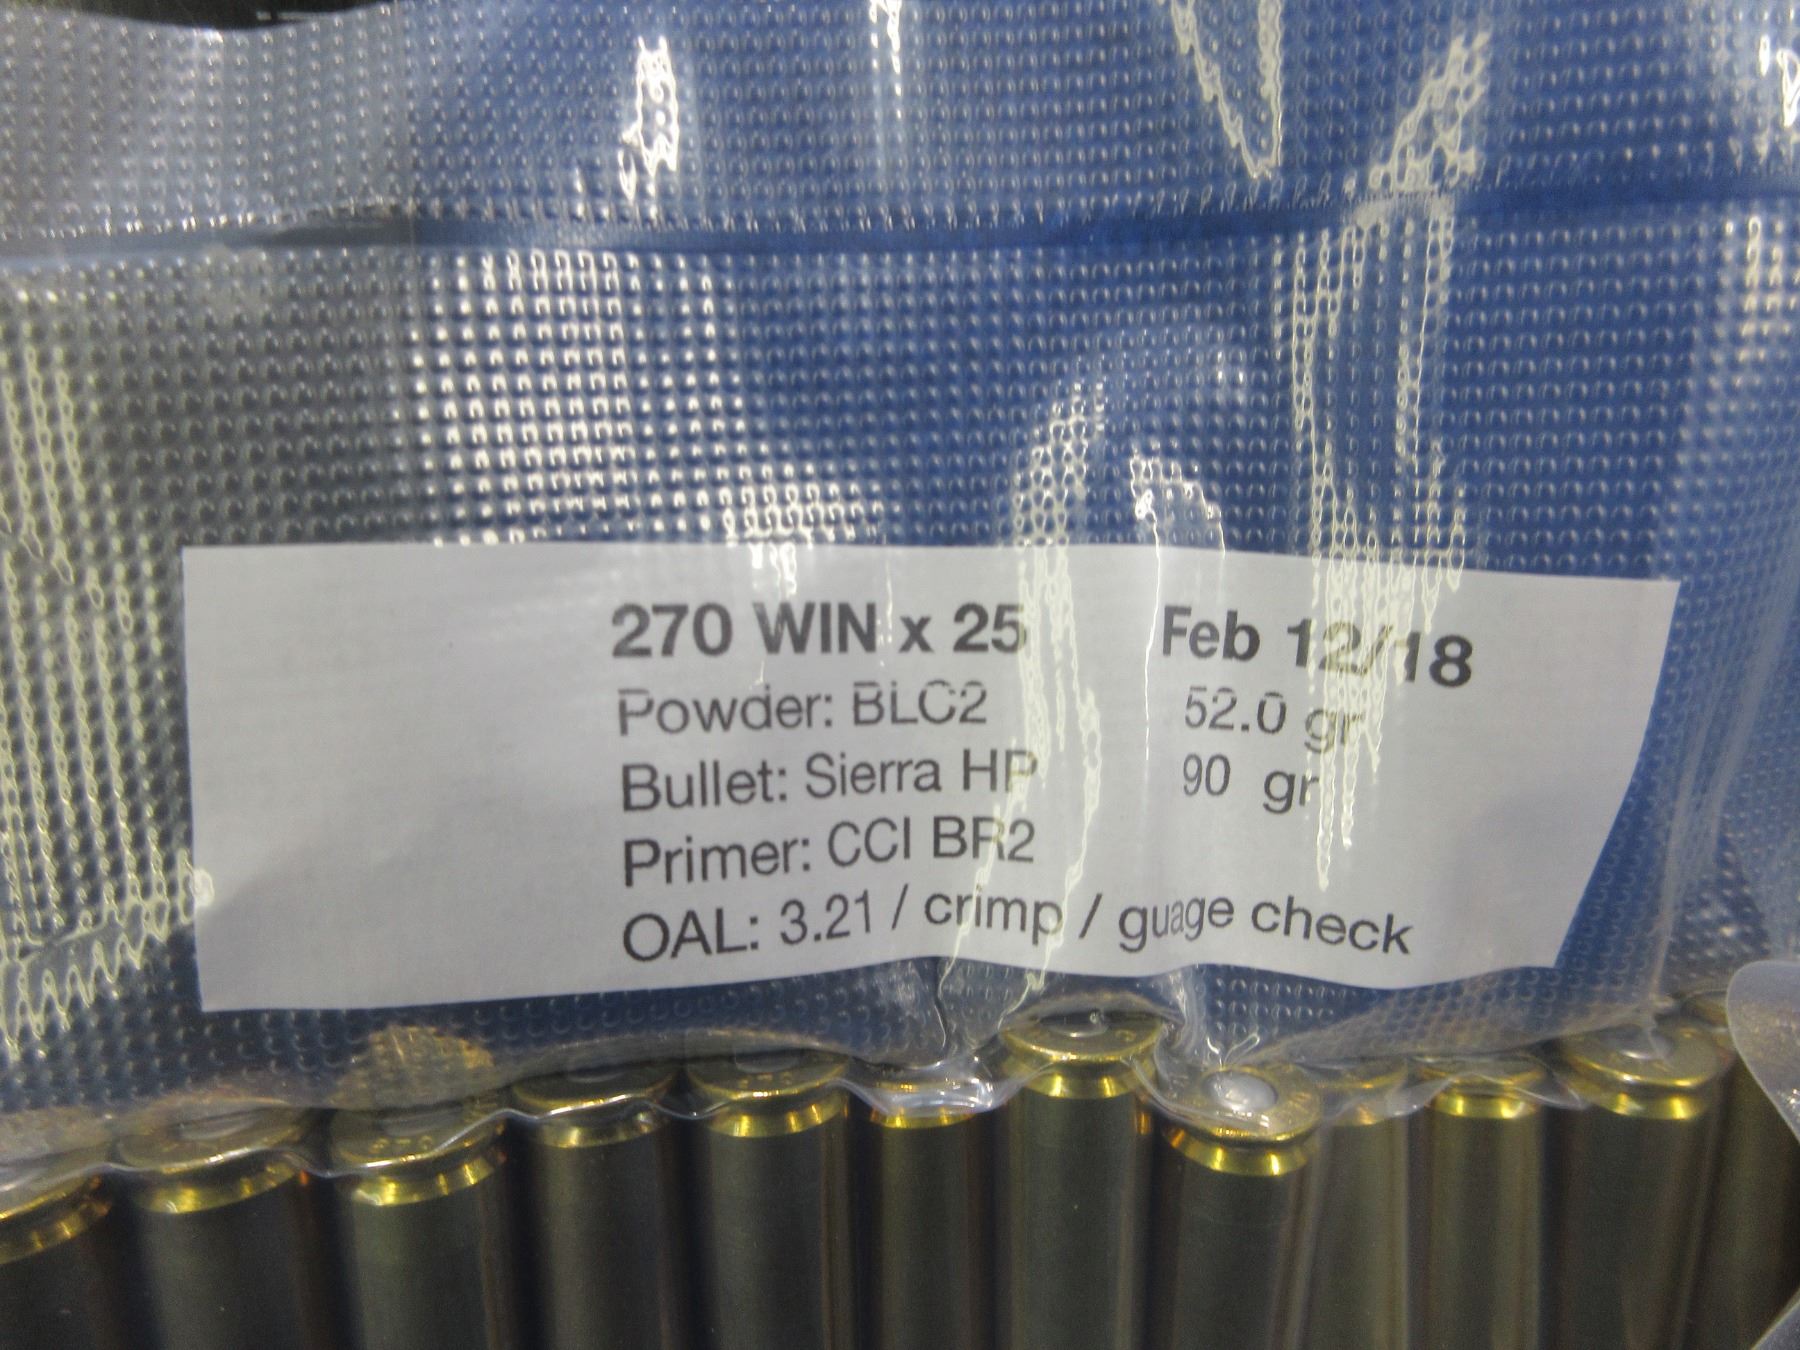 270 WIN x 25 Feb 12/18
Powder: BLC2 52.0 gr
Bullet: Sierra HP 90 gr
Primer: CCI BR2
OAL: 3.21 / crimp / guage check